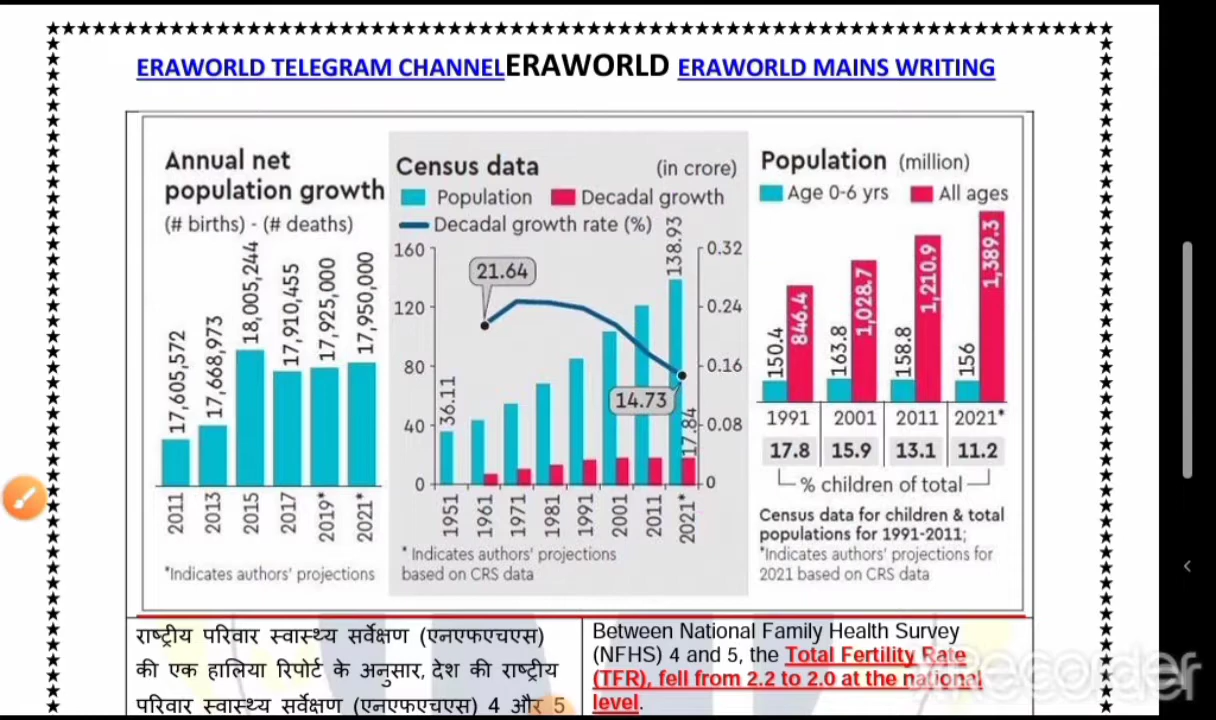 ERAWORLD TELEGRAM CHANNELERAWORLD ERAWORLD MAINS WRITING
Annual net
population growth
(# births) - (# deaths)
17,605,572
17,668,973
18,005,244
17,910,455
17,925,000
17,950,000
2011
2013
2015
2017
2019*
2021*
*Indicates authors' projections
Census data (in crore)
Population Decadal growth
Decadal growth rate (%)
160
120
80
40
0
0.32
0.24
0.16
0.08
0
21.64
14.73
36.11
138.93
17.84
1951
1961
1971
1981
1991
2001
2011
2021*
* Indicates authors' projections
based on CRS data
Population (million)
Age 0-6 yrs All ages
150.4
846.4
163.8
1,028.7
158.8
1,210.9
156
1,389.3
1991 2001 2011 2021*
17.8 15.9 13.1 11.2
% children of total
Census data for children & total
populations for 1991-2011;
*Indicates authors' projections for
2021 based on CRS data
राष्ट्रीय परिवार स्वास्थ्य सर्वेक्षण (एनएफएचएस)
की एक हालिया रिपोर्ट के अनुसार, देश की राष्ट्रीय
परिवार स्वास्थ्य सर्वेक्षण (एनएफएचएस) 4 और 5
Between National Family Health Survey
(NFHS) 4 and 5, the Total Fertility Rate
(TFR), fell from 2.2 to 2.0 at the national
level.
Recorder